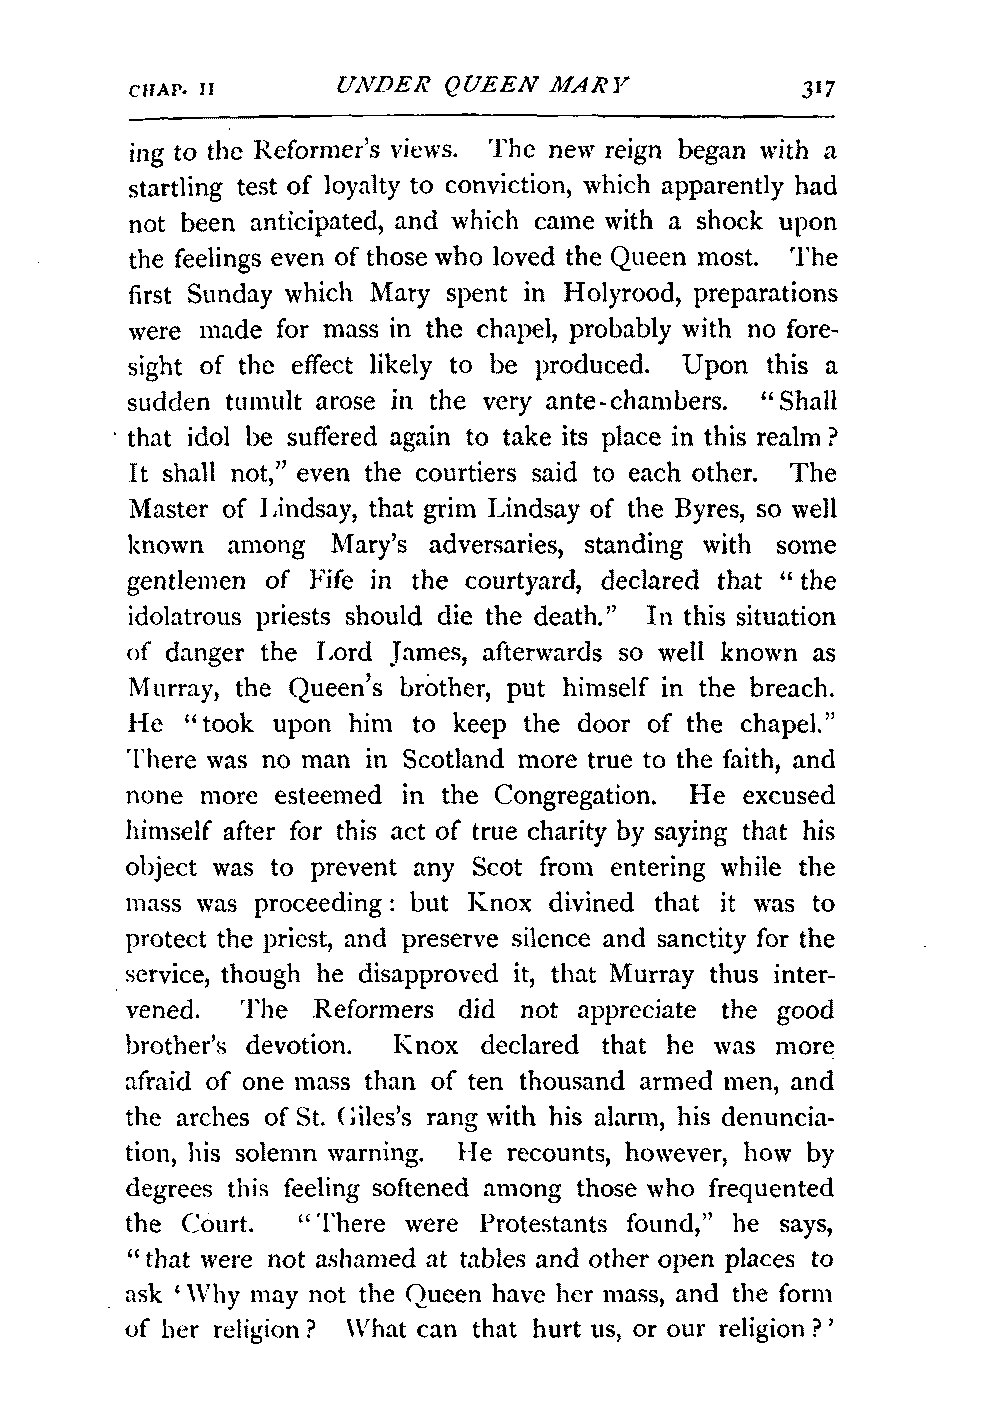 CHAP. II UNDER QUEEN MARY 317
ing to the Reformer's views. The new reign began with a
startling test of loyalty to conviction, which apparently had
not been anticipated, and which came with a shock upon
the feelings even of those who loved the Queen most. The
first Sunday which Mary spent in Holyrood, preparations
were made for mass in the chapel, probably with no fore-
sight of the effect likely to be produced. Upon this a
sudden tumult arose in the very ante-chambers. "Shall
that idol be suffered again to take its place in this realm?
It shall not," even the courtiers said to each other. The
Master of Lindsay, that grim Lindsay of the Byres, so well
known among Mary's adversaries, standing with some
gentlemen of Fife in the courtyard, declared that "the
idolatrous priests should die the death." In this situation
of danger the Lord James, afterwards so well known as
Murray, the Queen's brother, put himself in the breach.
He "took upon him to keep the door of the chapel."
There was no man in Scotland more true to the faith, and
none more esteemed in the Congregation. He excused
himself after for this act of true charity by saying that his
object was to prevent any Scot from entering while the
mass was proceeding: but Knox divined that it was to
protect the priest, and preserve silence and sanctity for the
service, though he disapproved it, that Murray thus inter-
vened. The Reformers did not appreciate the good
brother's devotion. Knox declared that he was more
afraid of one mass than of ten thousand armed men, and
the arches of St. Giles's rang with his alarm, his denuncia-
tion, his solemn warning. He recounts, however, how by
degrees this feeling softened among those who frequented
the Court. "There were Protestants found," he says,
"that were not ashamed at tables and other open places to
ask 'Why may not the Queen have her mass, and the form
of her religion? What can that hurt us, or our religion?'